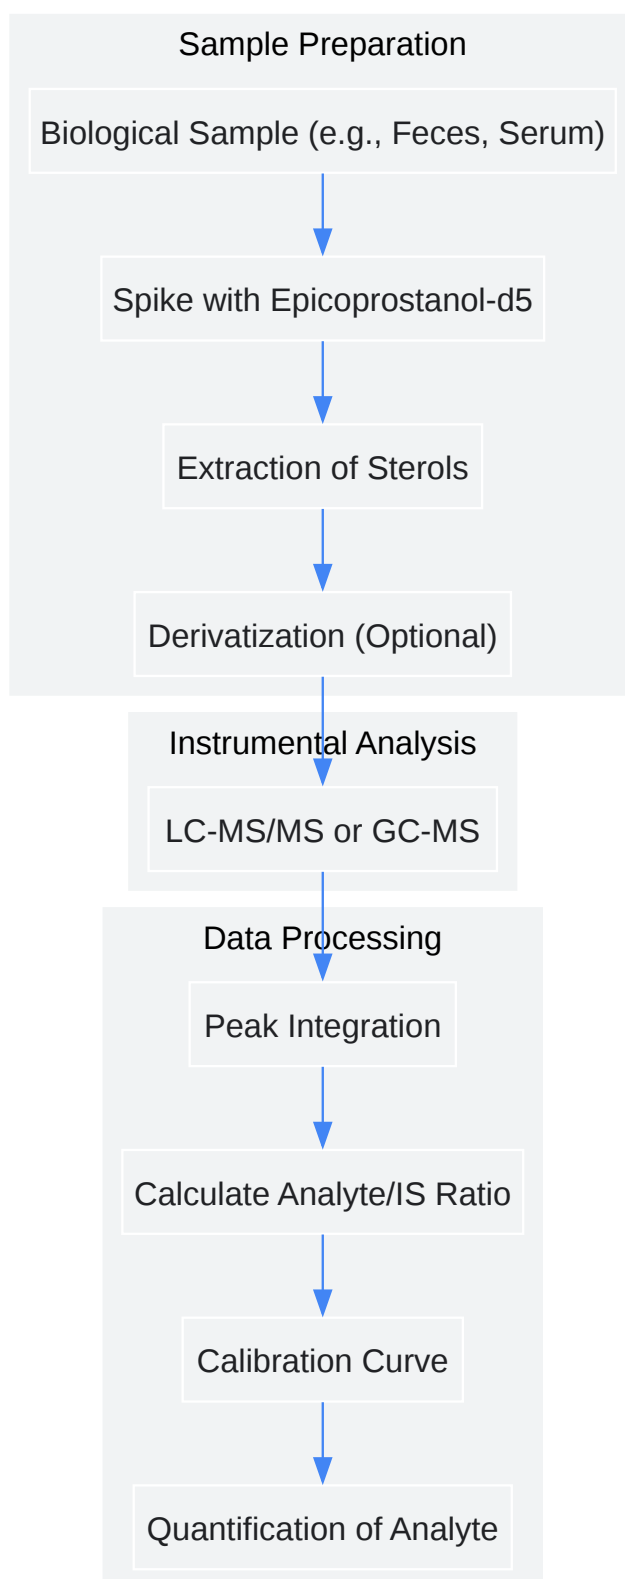 Sample Preparation
Biological Sample (e.g., Feces, Serum)
Spike with Epicoprostanol-d5
Extraction of Sterols
Derivatization (Optional)
Instrumental Analysis
LC-MS/MS or GC-MS
Data Processing
Peak Integration
Calculate Analyte/IS Ratio
Calibration Curve
Quantification of Analyte